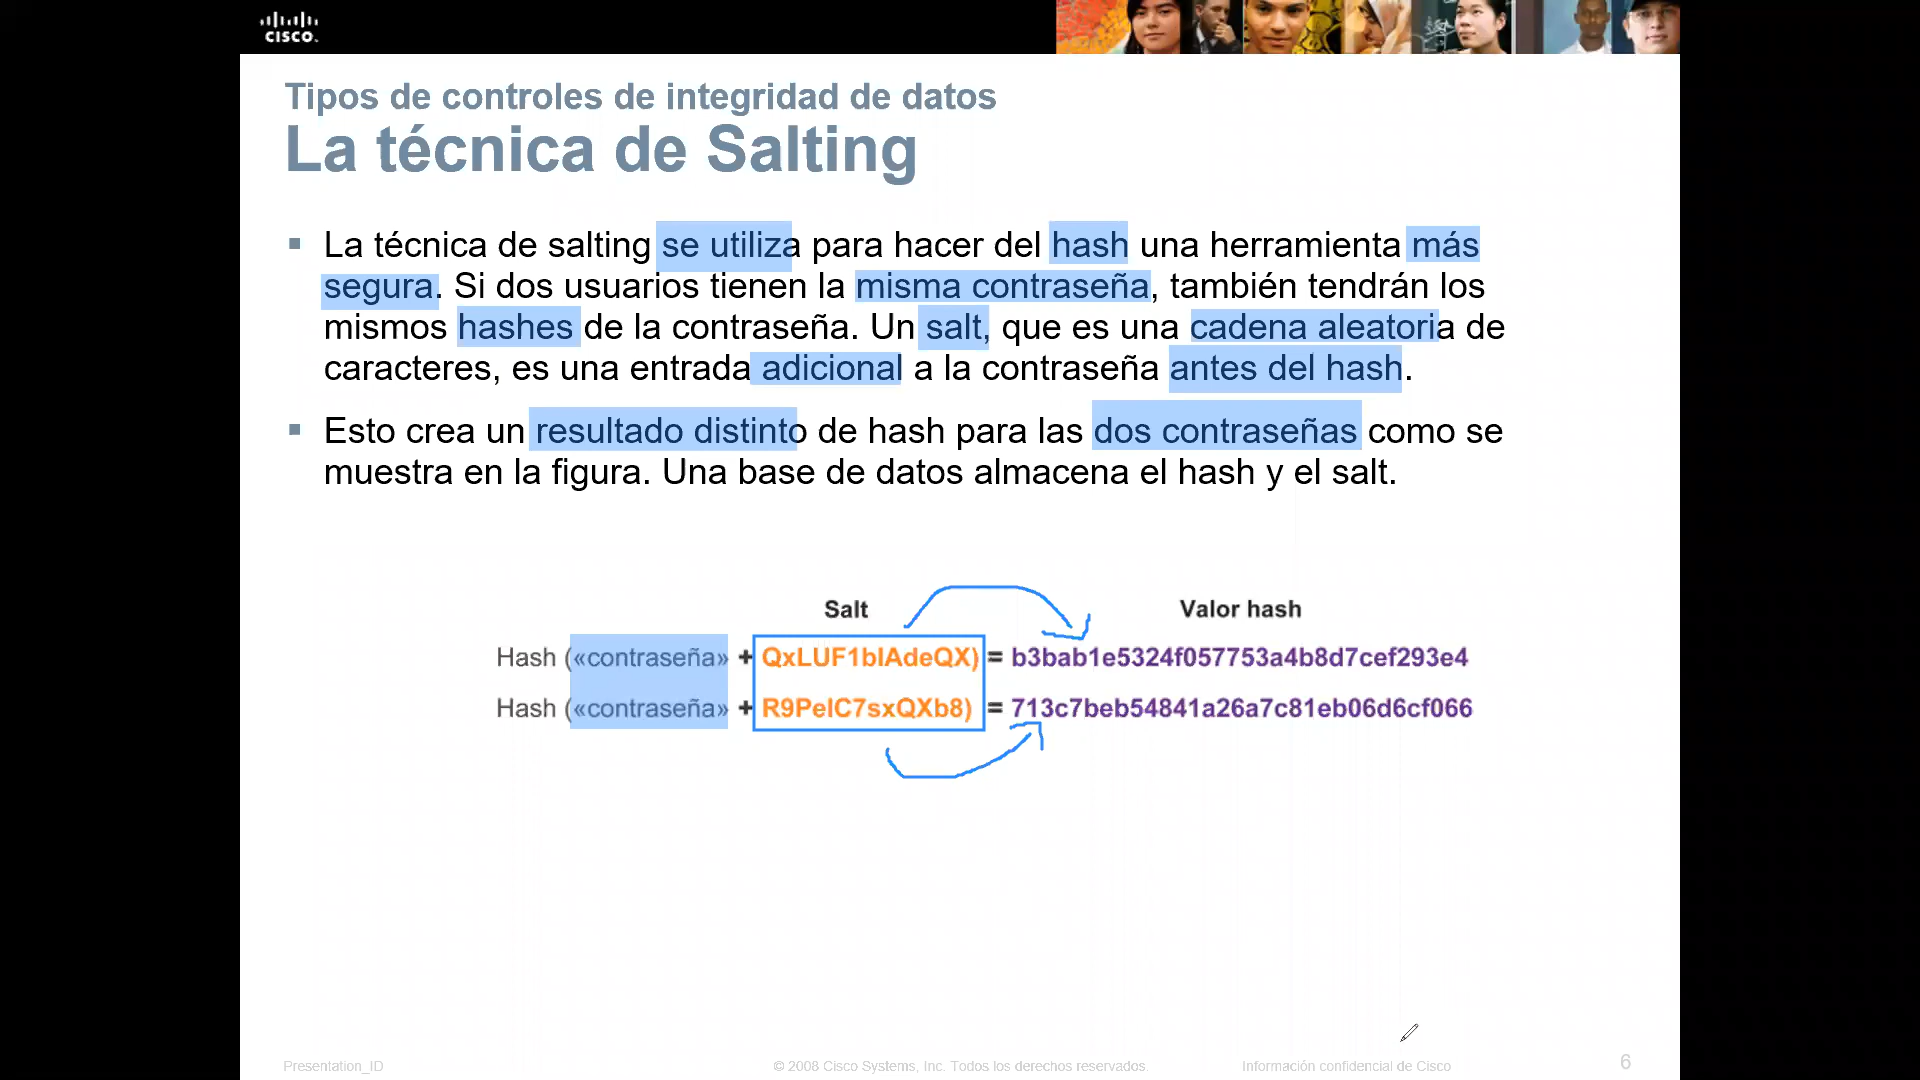 CISCO.
Tipos de controles de integridad de datos
La técnica de Salting
La técnica de salting se utiliza para hacer del hash una herramienta más
segura. Si dos usuarios tienen la misma contraseña, también tendrán los
mismos hashes de la contraseña. Un salt, que es una cadena aleatoria de
caracteres, es una entrada adicional a la contraseña antes del hash.
Esto crea un resultado distinto de hash para las dos contraseñas como se
muestra en la figura. Una base de datos almacena el hash y el salt.
Salt Valor hash
Hash («contraseña» + QxLUF1bIAdeQX) = b3bab1e5324f057753a4b8d7cef293e4
Hash («contraseña» + R9PeIC7sxQXb8) = 713c7beb54841a26a7c81eb06d6cf066
Presentation_ID © 2008 Cisco Systems, Inc. Todos los derechos reservados. Información confidencial de Cisco 6